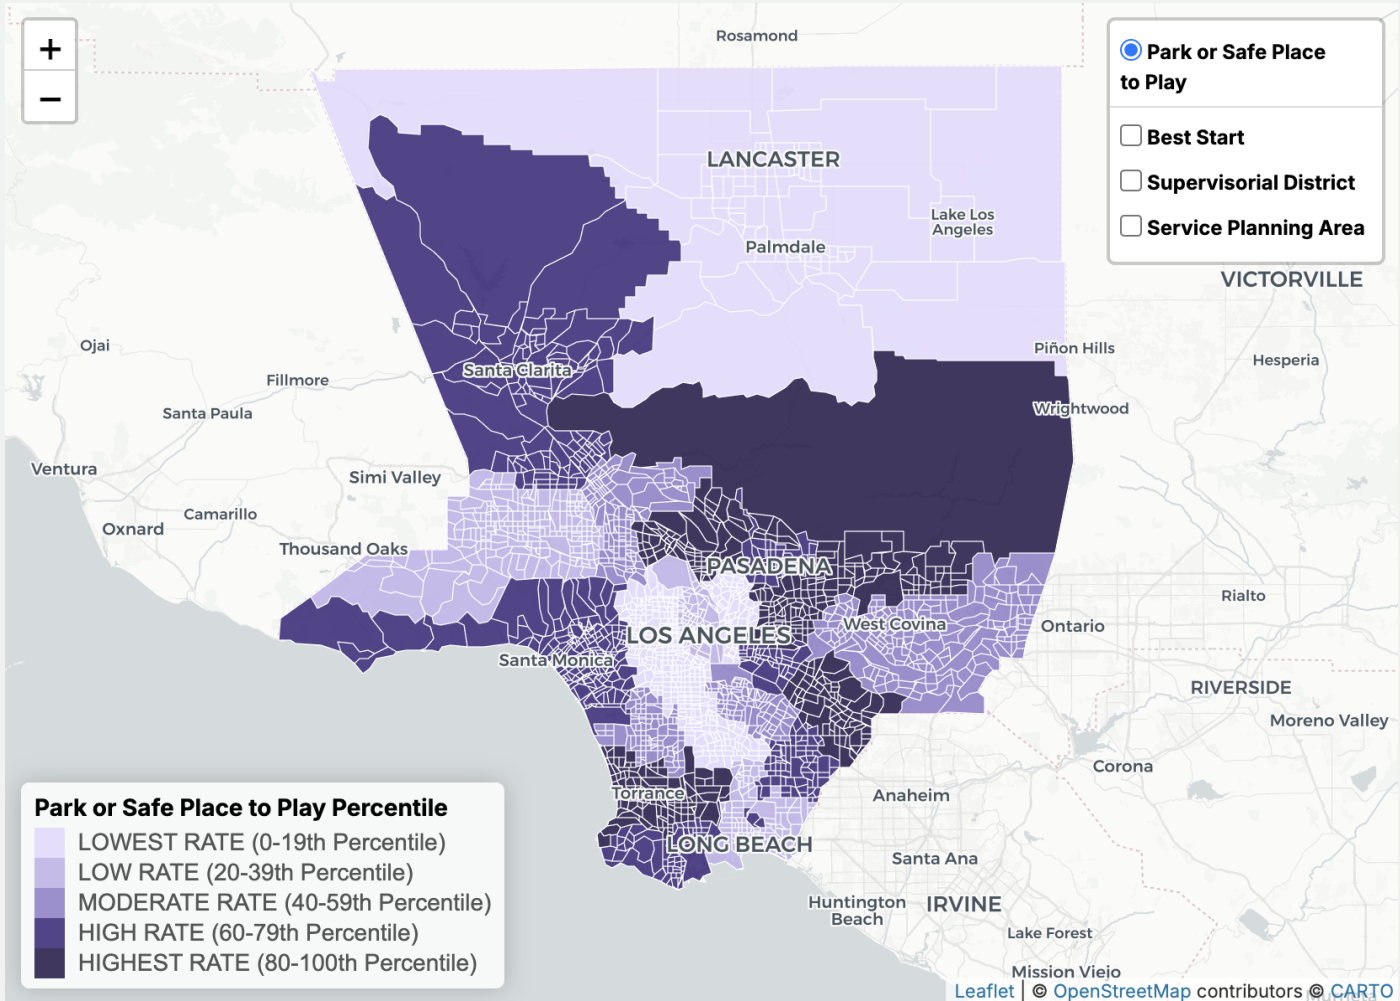 +
−
Rosamond
Park or Safe Place
to Play
Best Start
Supervisorial District
Service Planning Area
LANCASTER
Lake Los
Angeles
Palmdale
VICTORVILLE
Ojai
Piñon Hills
Hesperia
Fillmore
Santa Clarita
Santa Paula
Wrightwood
Ventura
Simi Valley
Camarillo
Oxnard
Thousand Oaks
PASADENA
Rialto
West Covina
Ontario
LOS ANGELES
Santa Monica
RIVERSIDE
Moreno Valley
Corona
Torrance
Anaheim
LONG BEACH
Santa Ana
Huntington
Beach
IRVINE
Lake Forest
Mission Viejo
Park or Safe Place to Play Percentile
LOWEST RATE (0-19th Percentile)
LOW RATE (20-39th Percentile)
MODERATE RATE (40-59th Percentile)
HIGH RATE (60-79th Percentile)
HIGHEST RATE (80-100th Percentile)
Leaflet | © OpenStreetMap contributors © CARTO